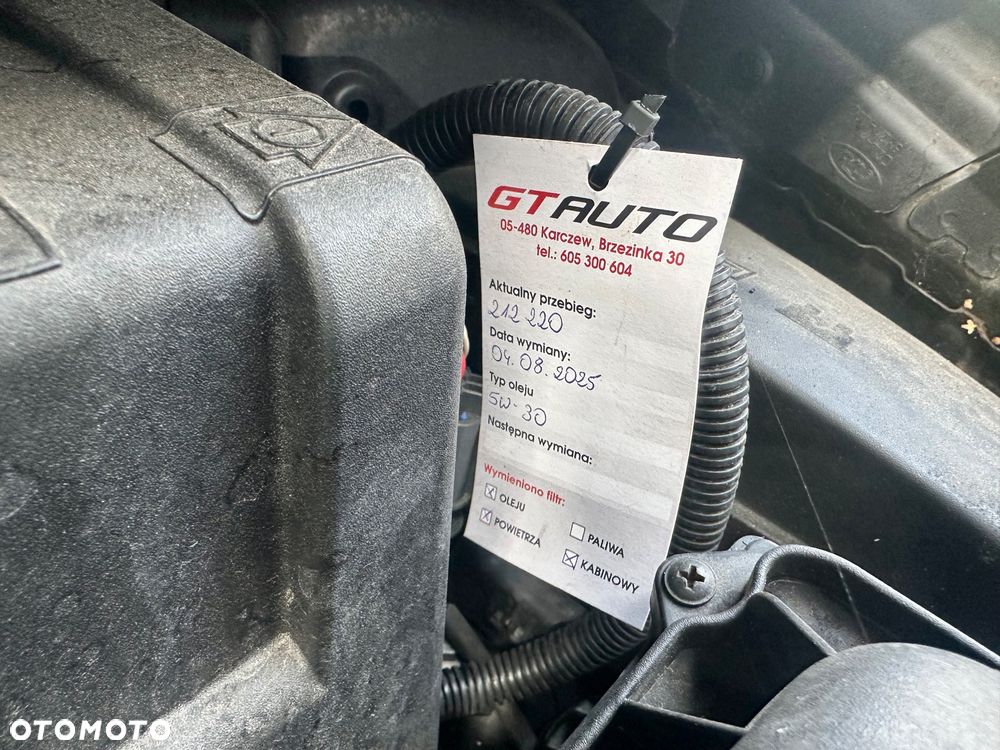 GTAUTO
05-480 Karczew, Brzezinka 30
tel.: 605 300 604
Aktualny przebieg:
212 220
Data wymiany:
04.08.2025
Typ oleju
5W-30
Następna wymiana:
Wymieniono filtr:
OLEJU
PALIWA
POWIETRZA
KABINOWY
OTOMOTO